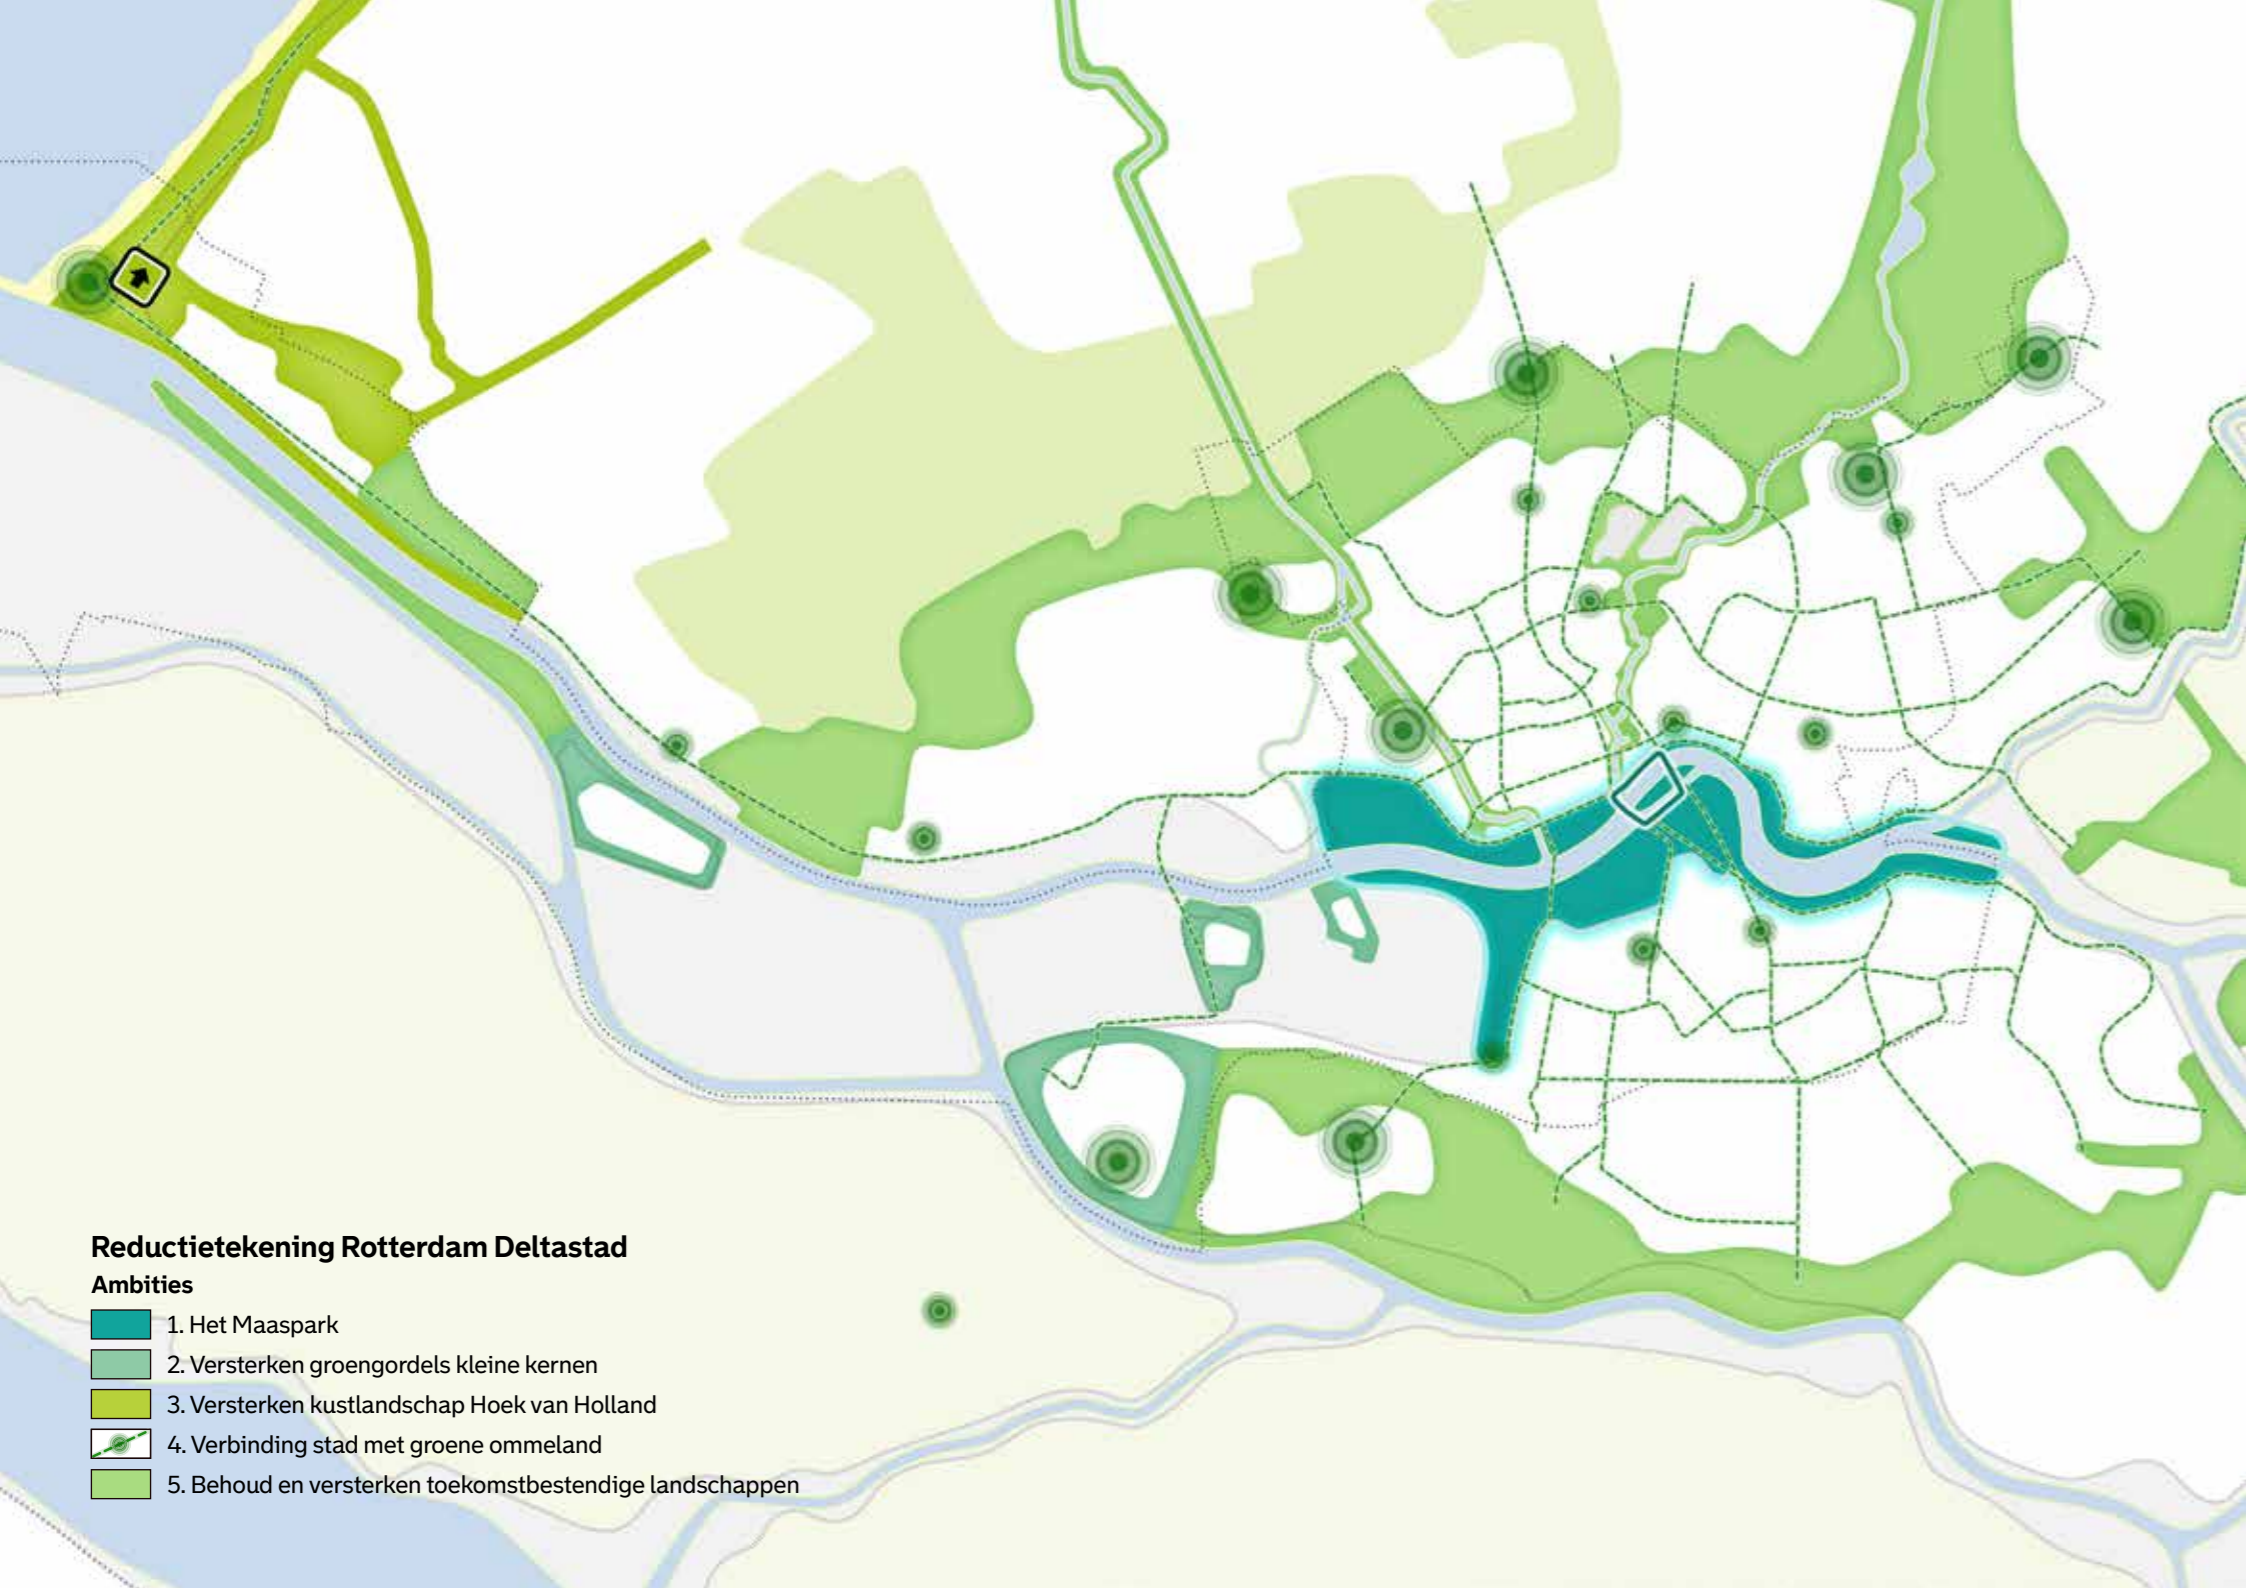 Reductietekening Rotterdam Deltastad
Ambities
1. Het Maaspark
2. Versterken groengordels kleine kernen
3. Versterken kustlandschap Hoek van Holland
4. Verbinding stad met groene ommeland
5. Behoud en versterken toekomstbestendige landschappen